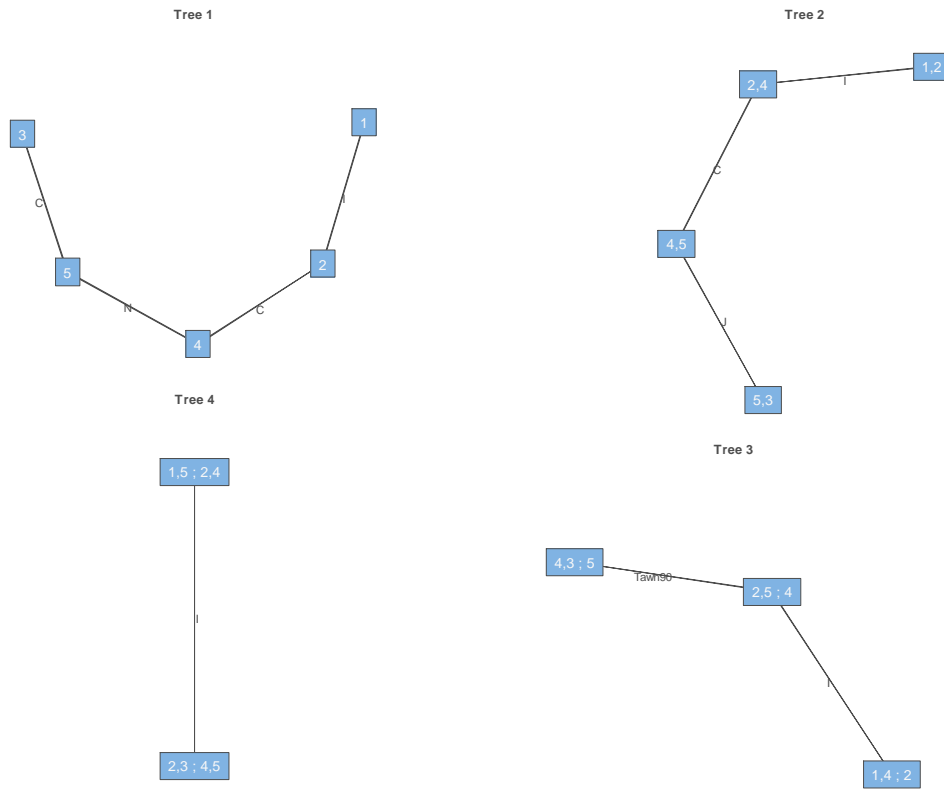 Tree 1
3
1
C
I
5
2
N
C
4
Tree 2
1,2
2,4
I
C
4,5
J
5,3
Tree 4
1,5 ; 2,4
I
2,3 ; 4,5
Tree 3
4,3 ; 5
Tawn90
2,5 ; 4
I
1,4 ; 2